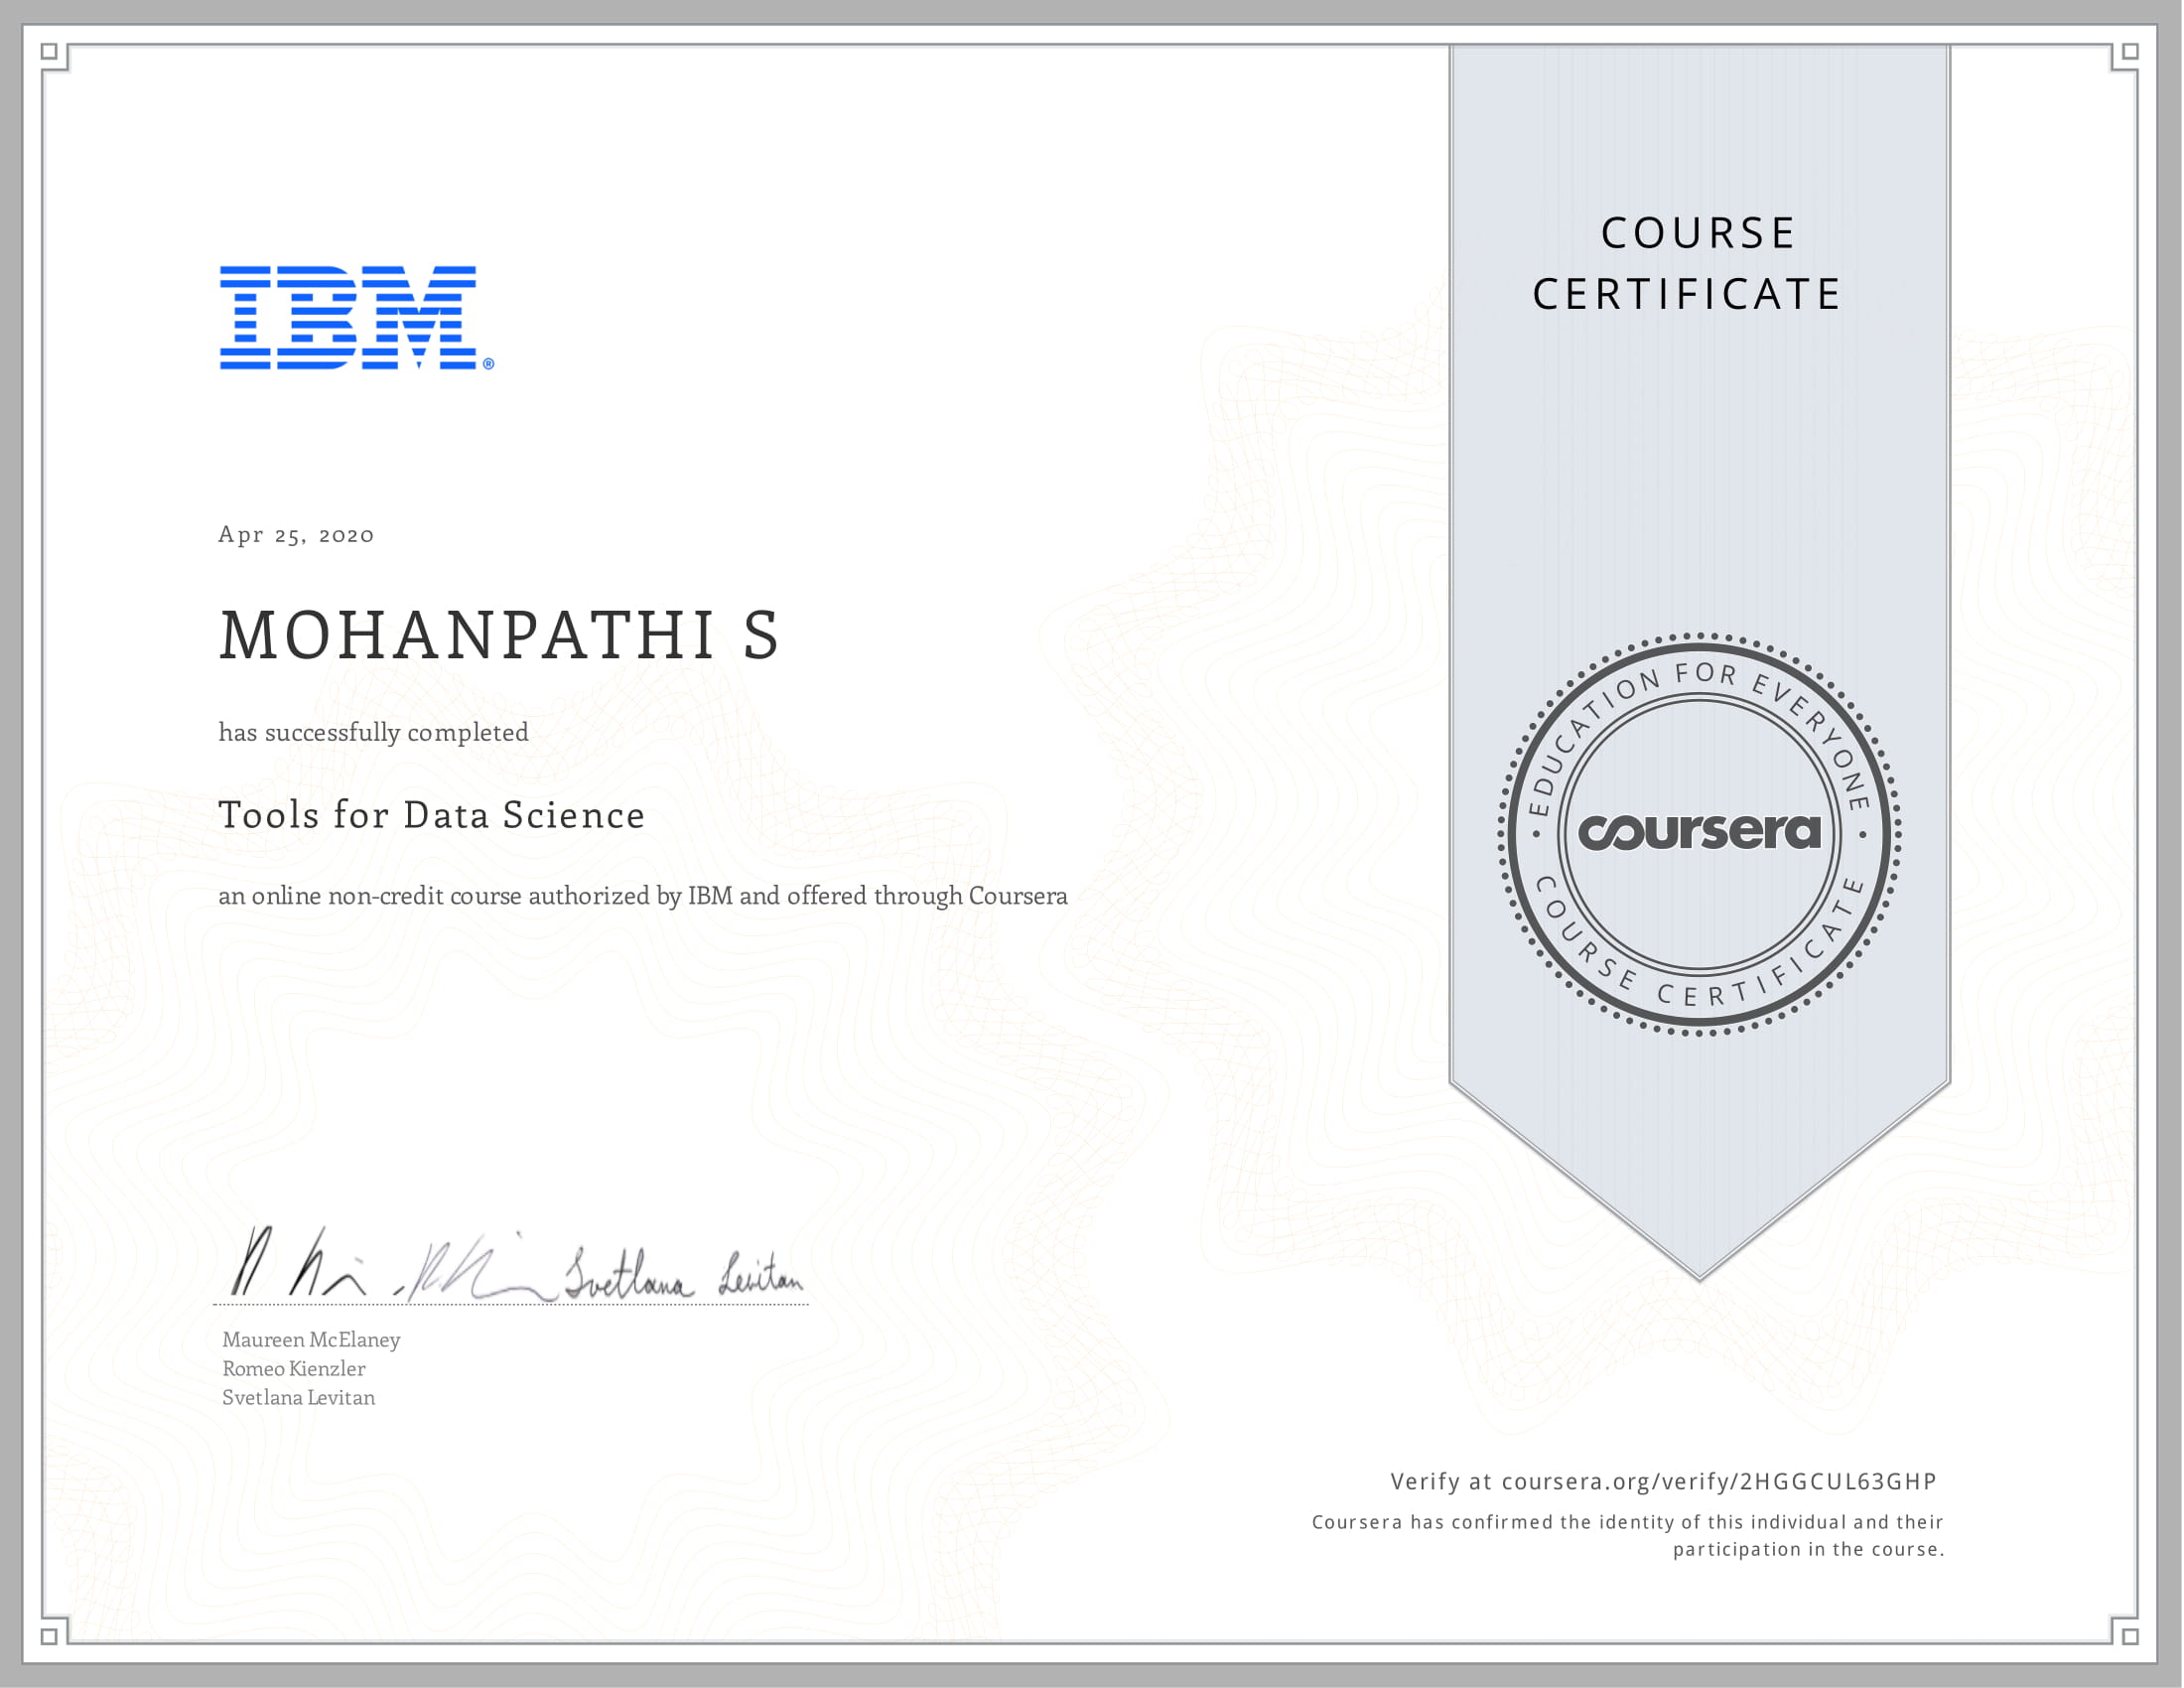 IBM®
Apr 25, 2020
MOHANPATHI S
has successfully completed
Tools for Data Science
an online non-credit course authorized by IBM and offered through Coursera
Svetlana Levitan
Maureen McElaney
Romeo Kienzler
Svetlana Levitan
COURSE
CERTIFICATE
EDUCATION FOR EVERYONE
coursera
COURSE CERTIFICATE
Verify at coursera.org/verify/2HGGCUL63GHP
Coursera has confirmed the identity of this individual and their
participation in the course.